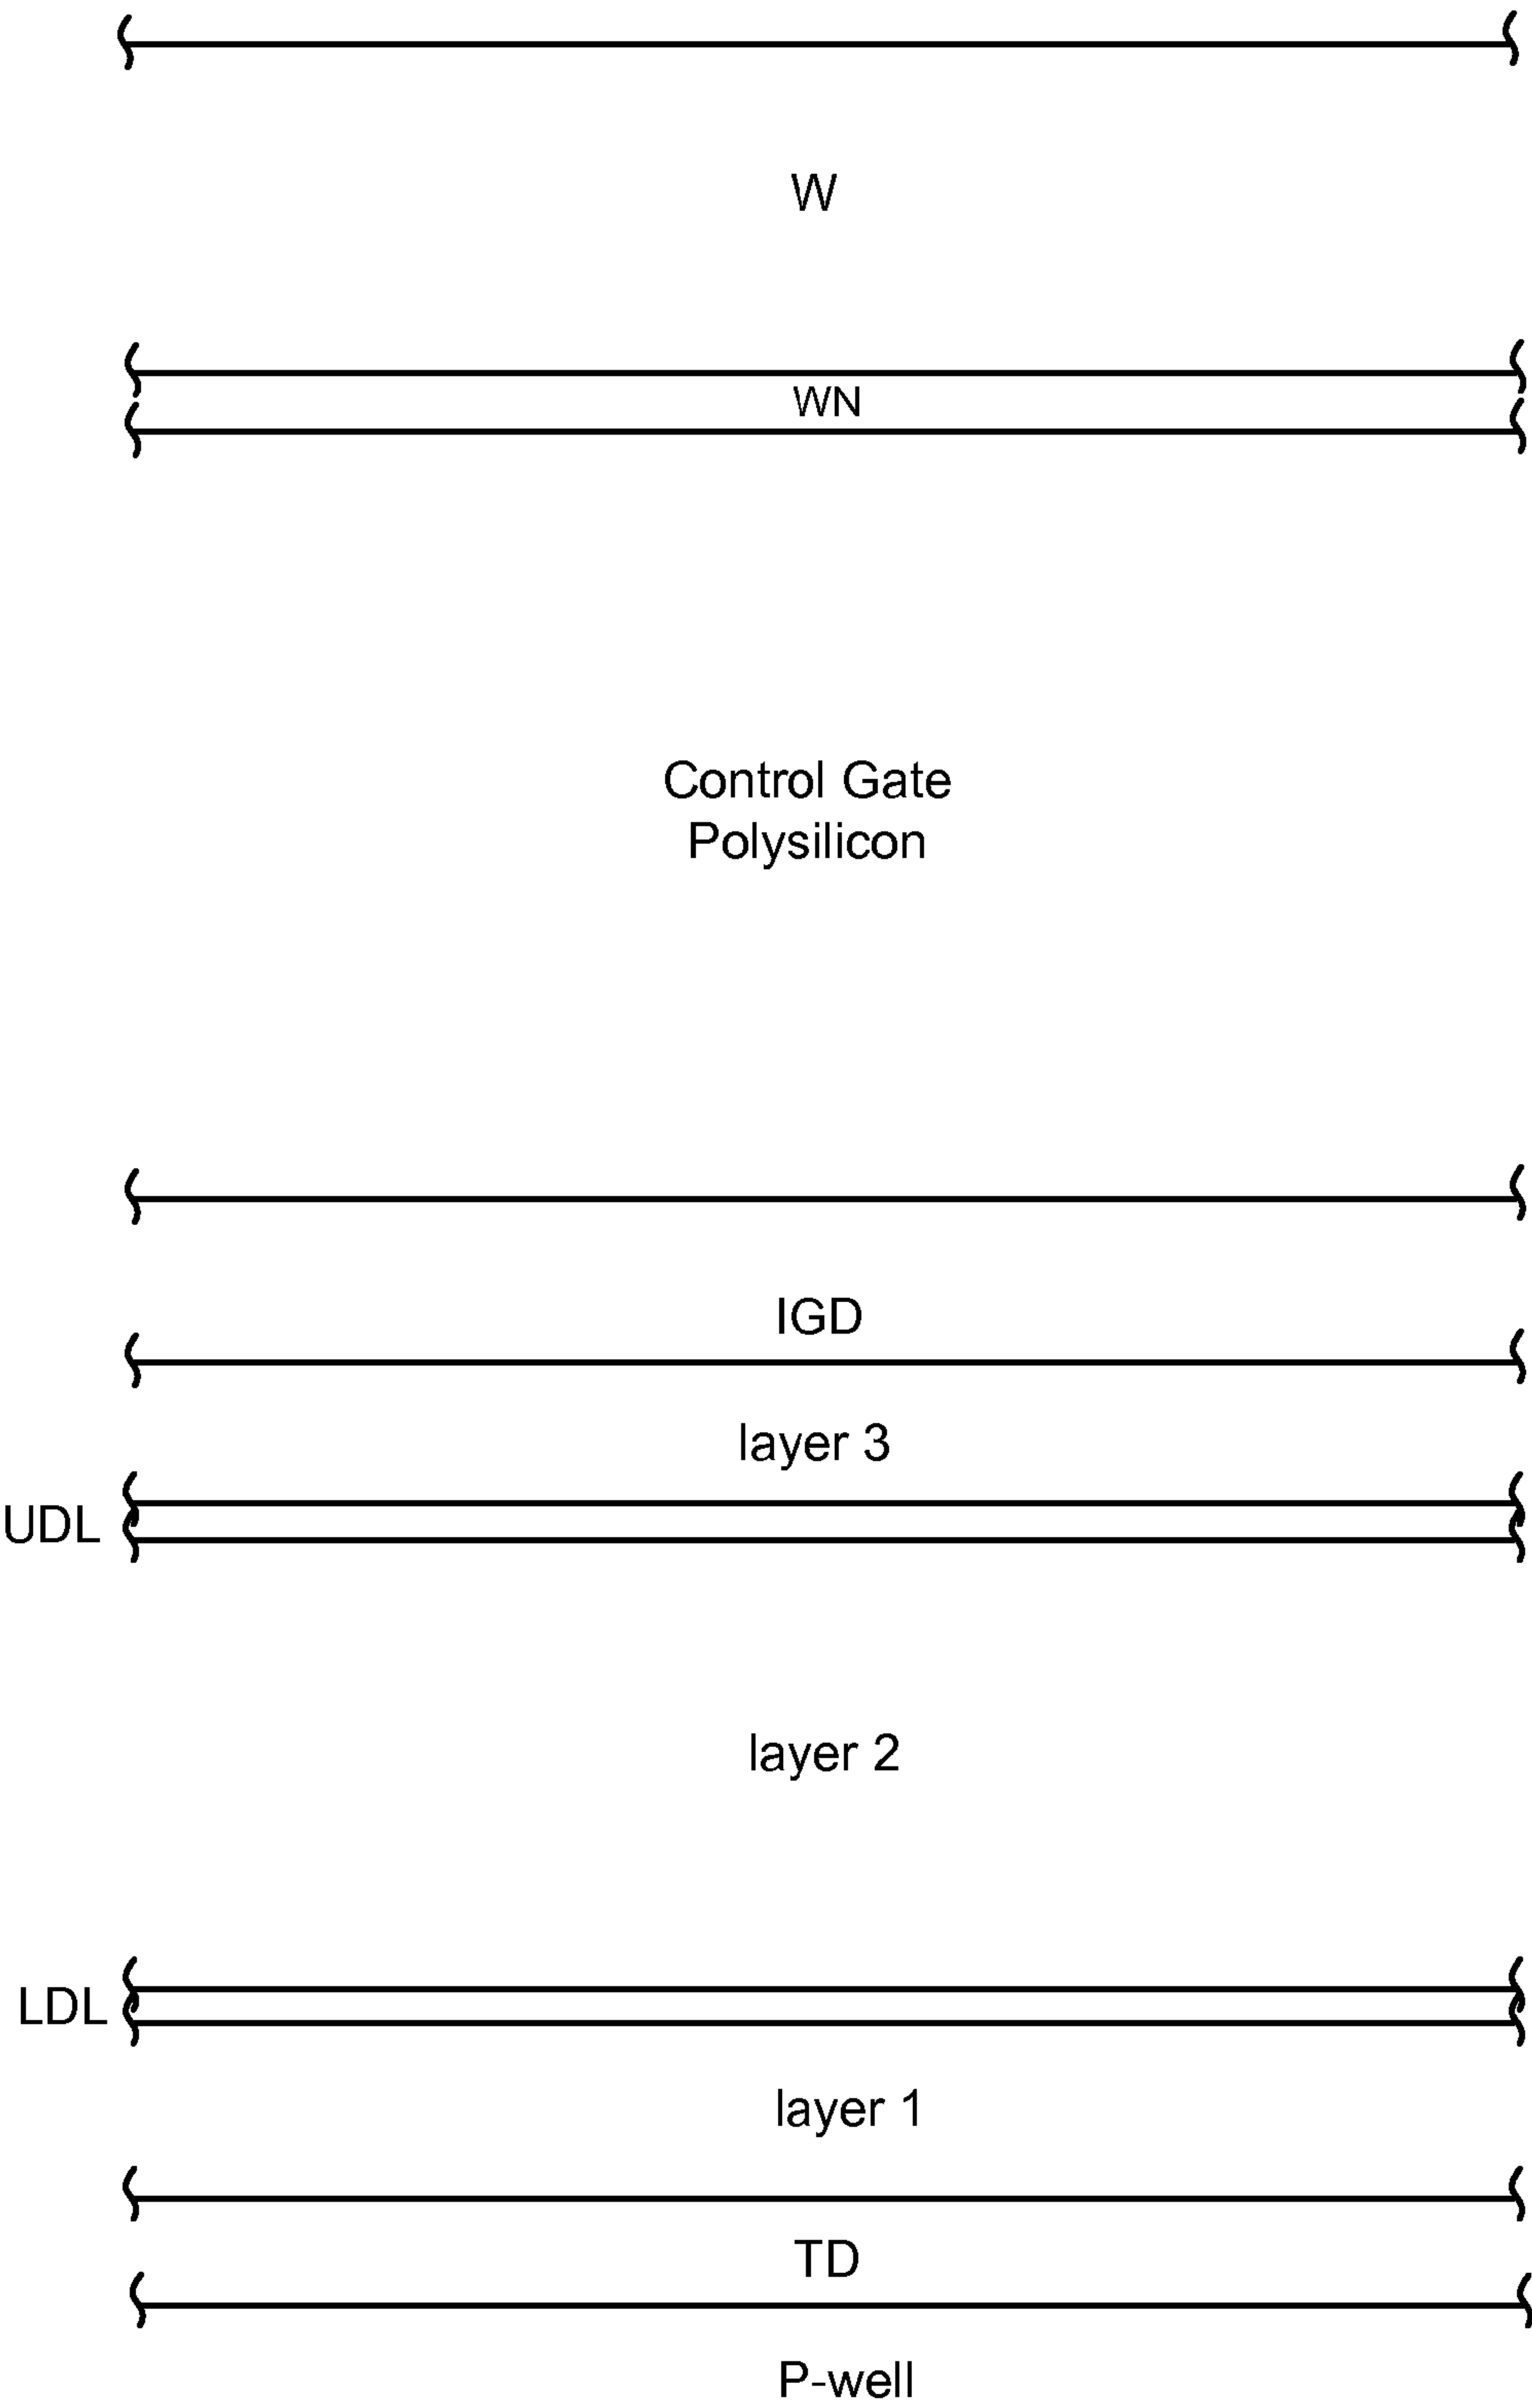 W
WN
Control Gate
Polysilicon
IGD
layer 3
UDL
layer 2
LDL
layer 1
TD
P-well